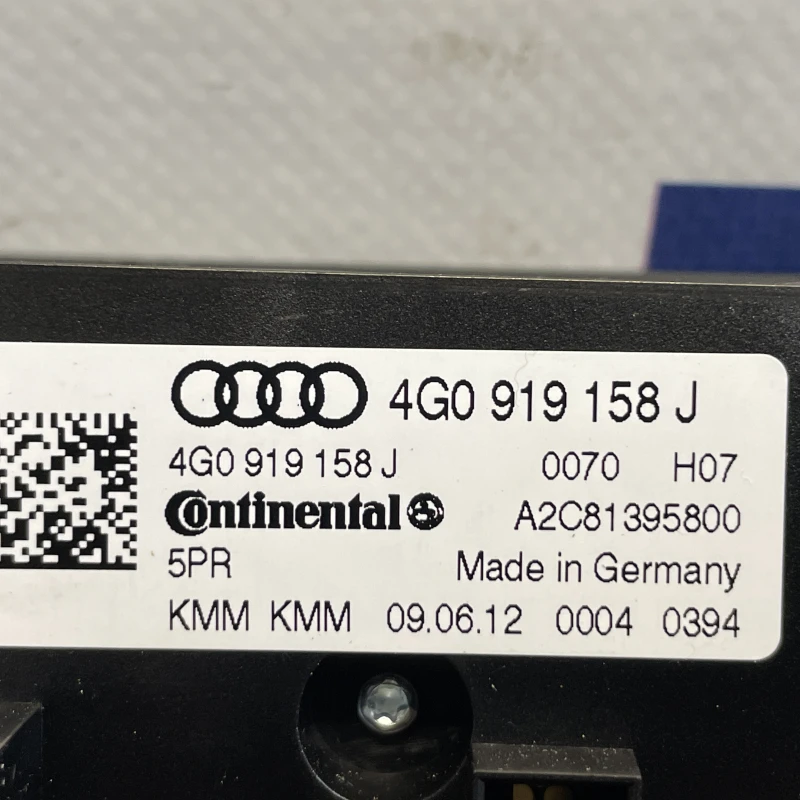 4G0 919 158 J
4G0 919 158 J 0070 H07
Continental A2C81395800
5PR Made in Germany
KMM KMM 09.06.12 0004 0394